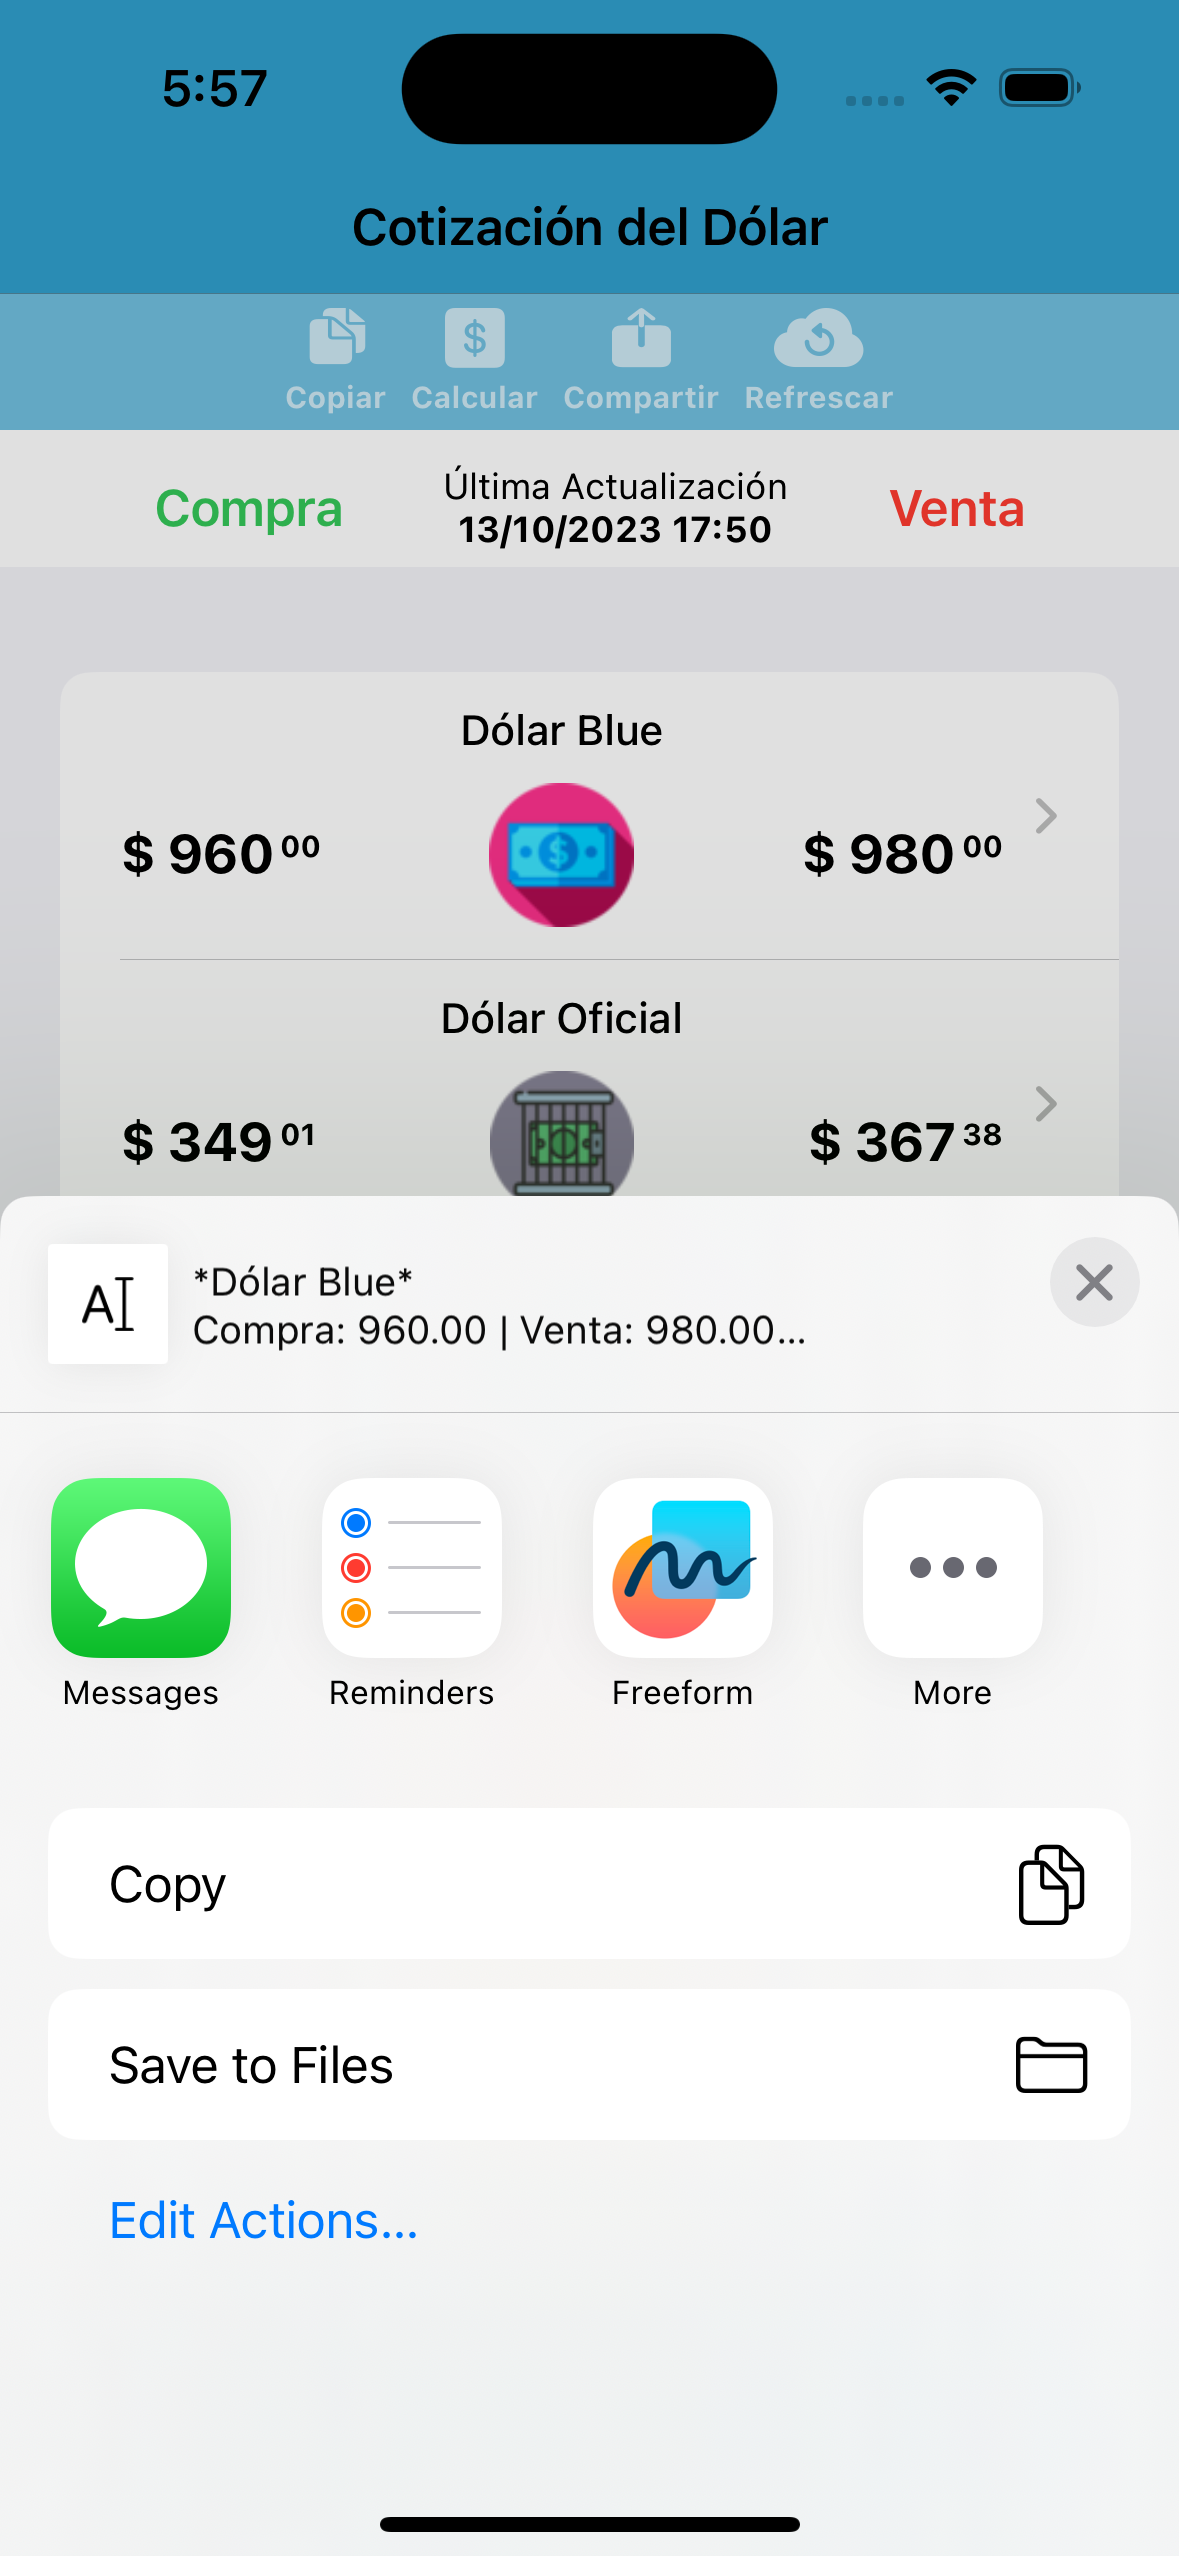 5:57
Cotización del Dólar
Copiar Calcular Compartir Refrescar
Compra
Última Actualización
13/10/2023 17:50
Venta
Dólar Blue
$ 960 00
$ 980 00
Dólar Oficial
$ 349 01
$ 367 38
*Dólar Blue*
Compra: 960.00 | Venta: 980.00...
Messages Reminders Freeform More
Copy
Save to Files
Edit Actions...